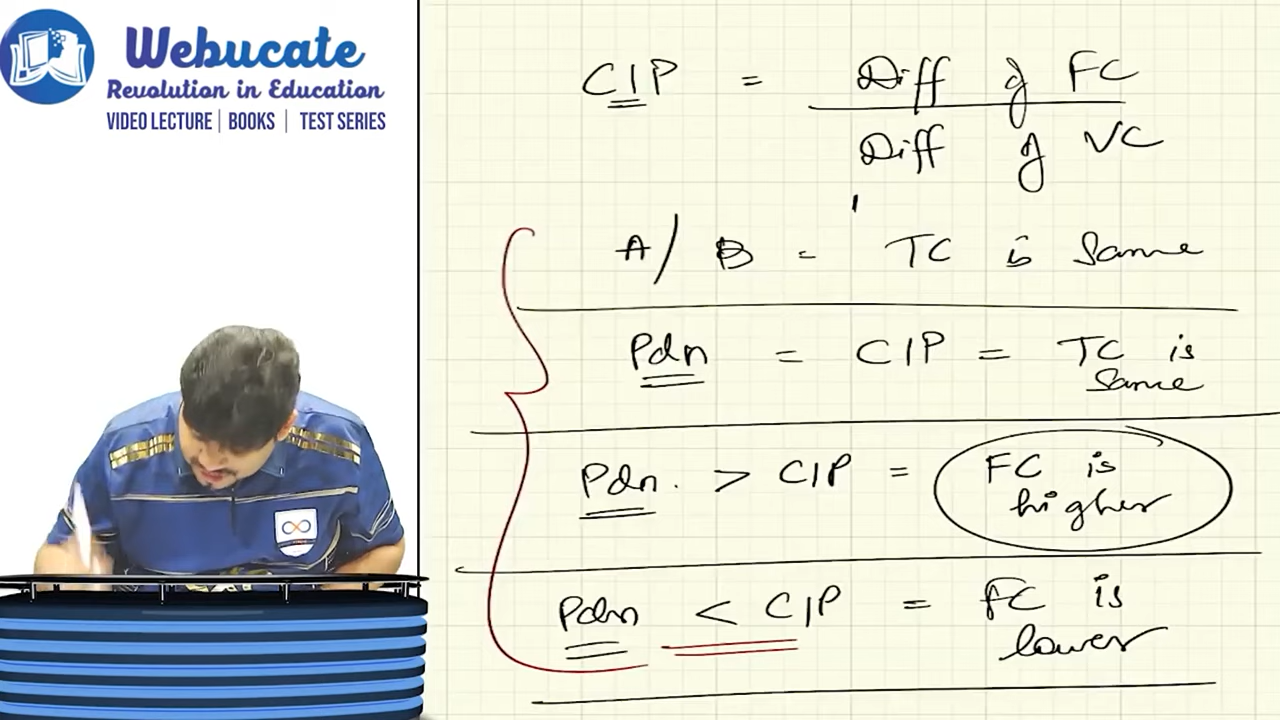 Webucate
Revolution in Education
VIDEO LECTURE | BOOKS | TEST SERIES
CIP = Diff of FC
Diff of VC
A/B = TC is Same
Pdn = CIP = TC is
Same
Pdn. > CIP = FC is
higher
Pdn < CIP = FC is
lower